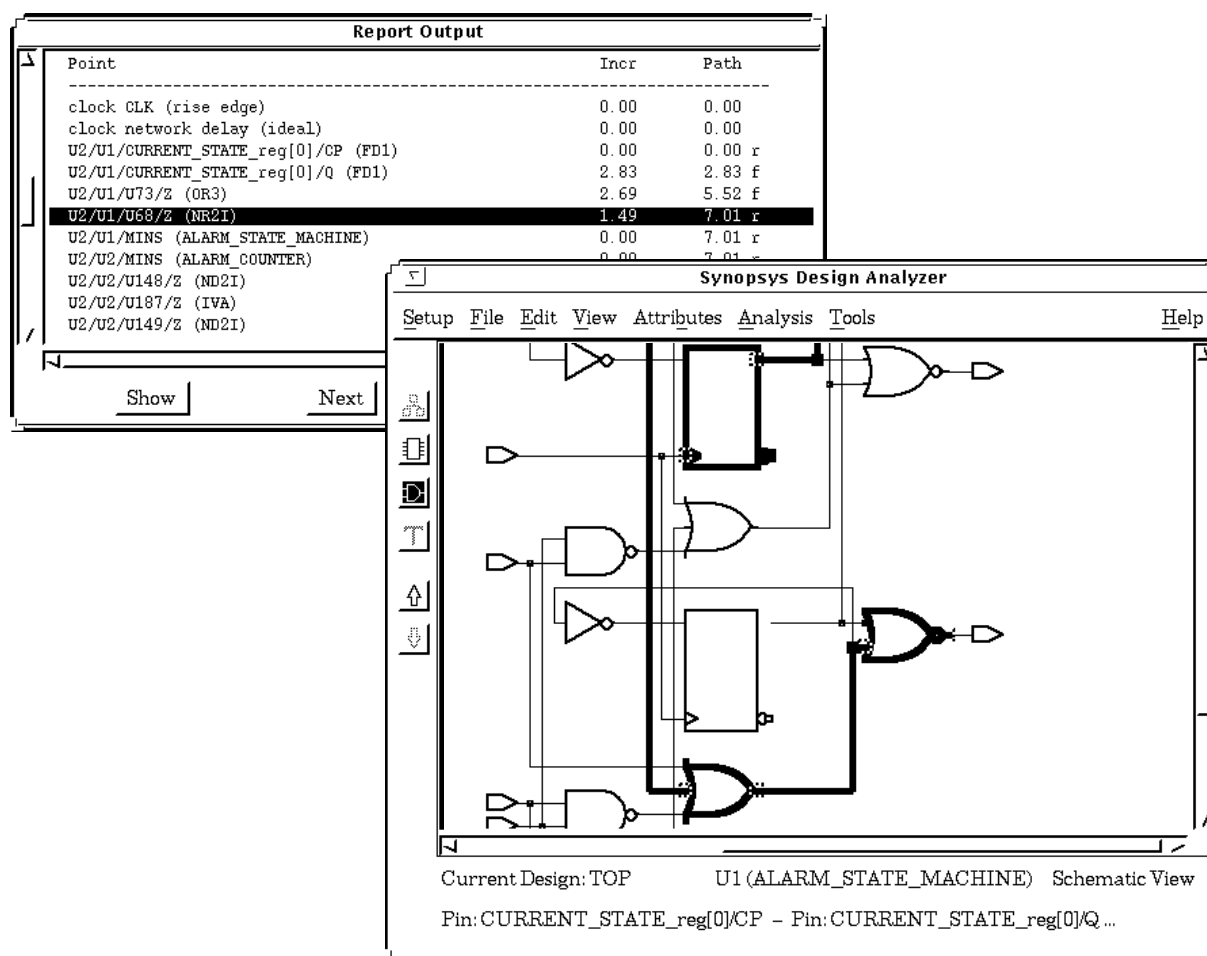 Report Output
Point Incr Path
--------------------------------------------------------------------------------
clock CLK (rise edge) 0.00 0.00
clock network delay (ideal) 0.00 0.00
U2/U1/CURRENT_STATE_reg[0]/CP (FD1) 0.00 0.00 r
U2/U1/CURRENT_STATE_reg[0]/Q (FD1) 2.83 2.83 f
U2/U1/U73/Z (OR3) 2.69 5.52 f
U2/U1/U68/Z (NR2I) 1.49 7.01 r
U2/U1/MINS (ALARM_STATE_MACHINE) 0.00 7.01 r
U2/U2/MINS (ALARM_COUNTER) 0.00 7.01 r
U2/U2/U148/Z (ND2I)
U2/U2/U187/Z (IVA)
U2/U2/U149/Z (ND2I)
Show Next
Synopsys Design Analyzer
Setup File Edit View Attributes Analysis Tools Help
Current Design: TOP U1 (ALARM_STATE_MACHINE) Schematic View
Pin: CURRENT_STATE_reg[0]/CP – Pin: CURRENT_STATE_reg[0]/Q ...